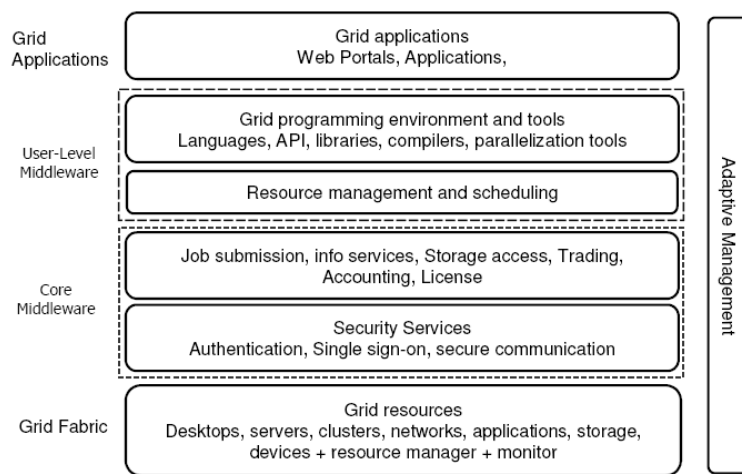 Grid
Applications
Grid applications
Web Portals, Applications,
User-Level
Middleware
Grid programming environment and tools
Languages, API, libraries, compilers, parallelization tools
Resource management and scheduling
Core
Middleware
Job submission, info services, Storage access, Trading,
Accounting, License
Security Services
Authentication, Single sign-on, secure communication
Grid Fabric
Grid resources
Desktops, servers, clusters, networks, applications, storage,
devices + resource manager + monitor
Adaptive Management